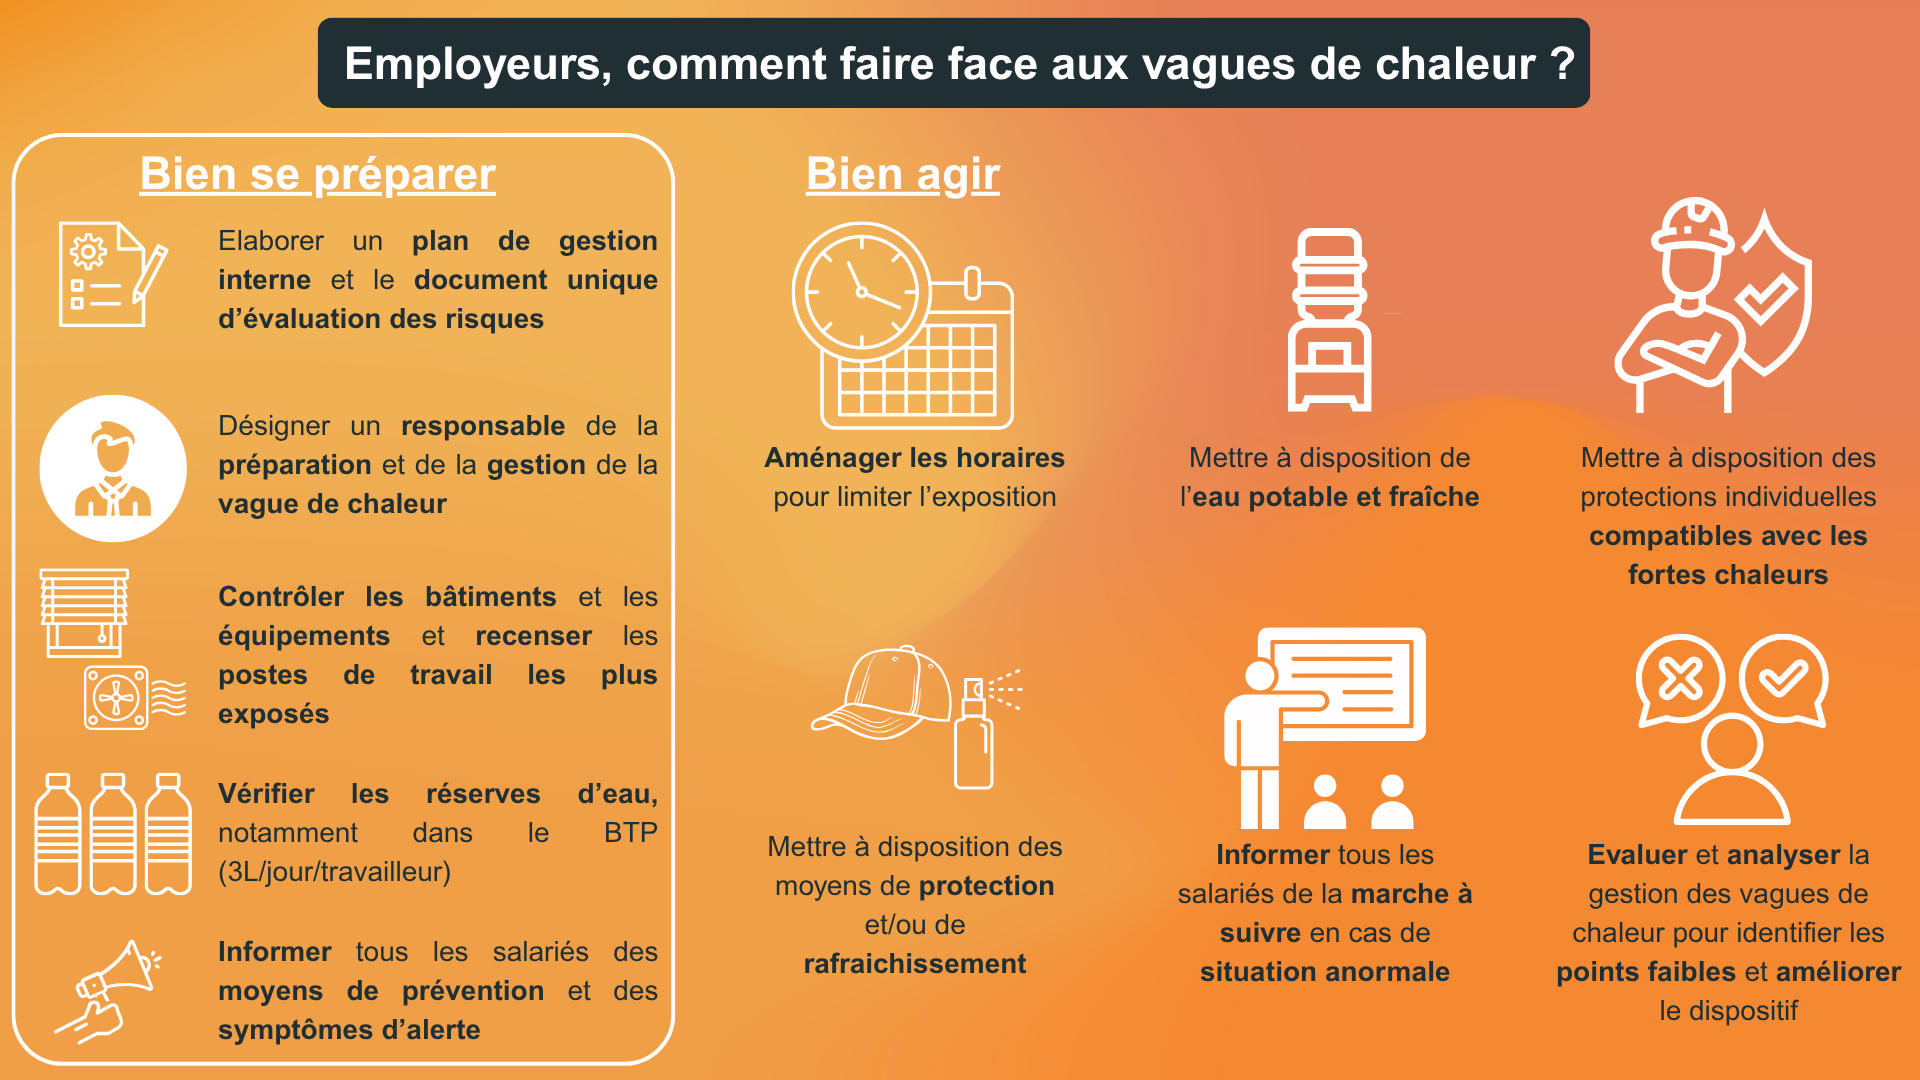 Employeurs, comment faire face aux vagues de chaleur ?
Bien se préparer
Elaborer un plan de gestion
interne et le document unique
d’évaluation des risques
Désigner un responsable de la
préparation et de la gestion de la
vague de chaleur
Contrôler les bâtiments et les
équipements et recenser les
postes de travail les plus
exposés
Vérifier les réserves d’eau,
notamment dans le BTP
(3L/jour/travailleur)
Informer tous les salariés des
moyens de prévention et des
symptômes d’alerte
Bien agir
Aménager les horaires
pour limiter l’exposition
Mettre à disposition de
l’eau potable et fraîche
Mettre à disposition des
protections individuelles
compatibles avec les
fortes chaleurs
Mettre à disposition des
moyens de protection
et/ou de
rafraichissement
Informer tous les
salariés de la marche à
suivre en cas de
situation anormale
Evaluer et analyser la
gestion des vagues de
chaleur pour identifier les
points faibles et améliorer
le dispositif